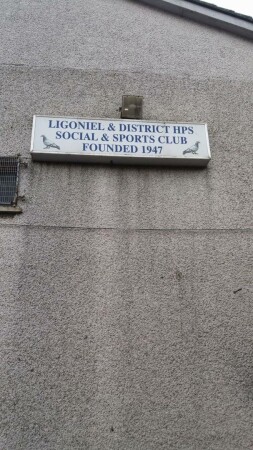 LIGONIEL & DISTRICT HPS
SOCIAL & SPORTS CLUB
FOUNDED 1947